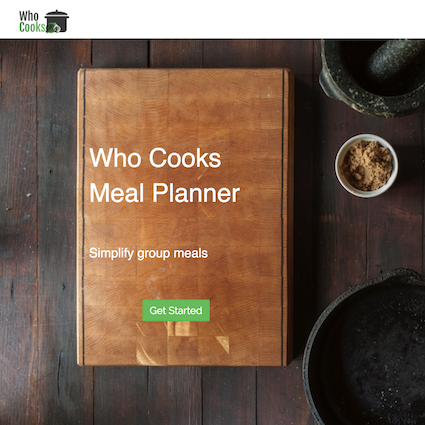 Who
Cooks
Who Cooks
Meal Planner
Simplify group meals
Get Started